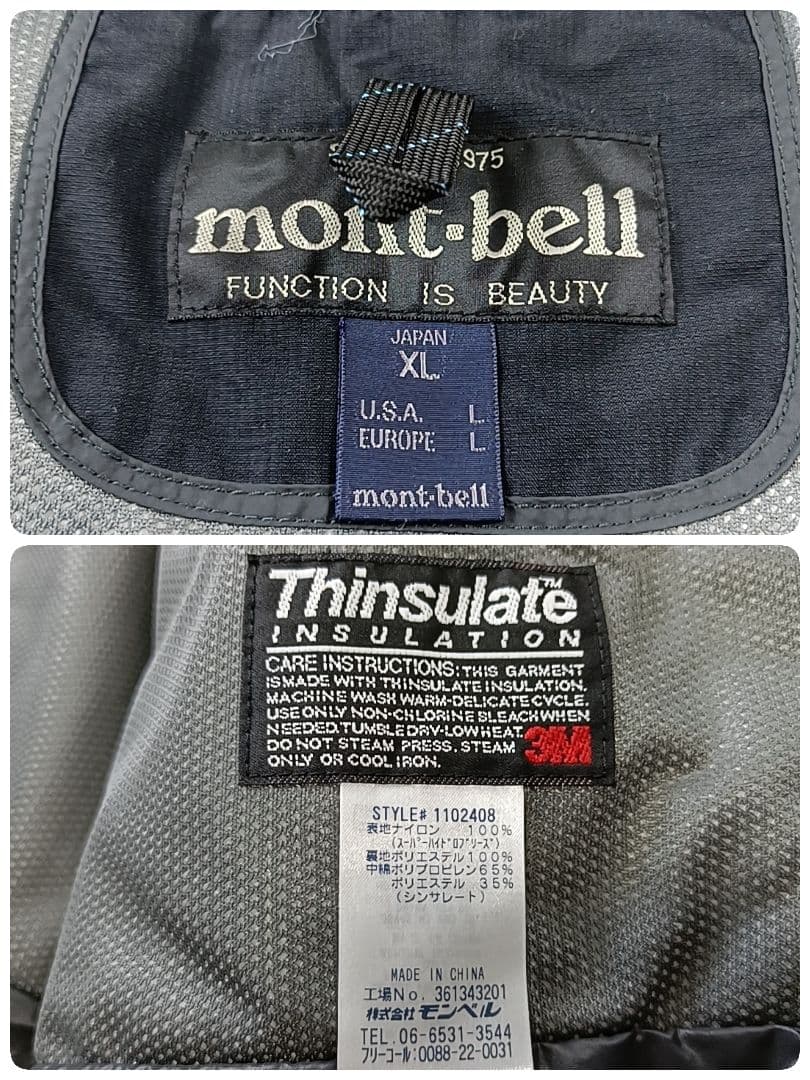 S 975
mont-bell
FUNCTION IS BEAUTY
JAPAN
XL
U.S.A. L
EUROPE L
mont-bell
Thinsulate™
INSULATION
CARE INSTRUCTIONS: THIS GARMENT
IS MADE WITH THINSULATE INSULATION.
MACHINE WASH WARM-DELICATE CYCLE.
USE ONLY NON-CHLORINE BLEACH WHEN
NEEDED. TUMBLE DRY-LOW HEAT.
DO NOT STEAM PRESS. STEAM
ONLY OR COOL IRON.
3M
STYLE# 1102408
表地ナイロン 100%
(スーパーハイドロブリーズ)
裏地ポリエステル100%
中綿ポリプロピレン65%
ポリエステル 35%
(シンサレート)
MADE IN CHINA
工場No. 361343201
株式会社 モンベル
TEL. 06-6531-3544
フリーコール: 0088-22-0031